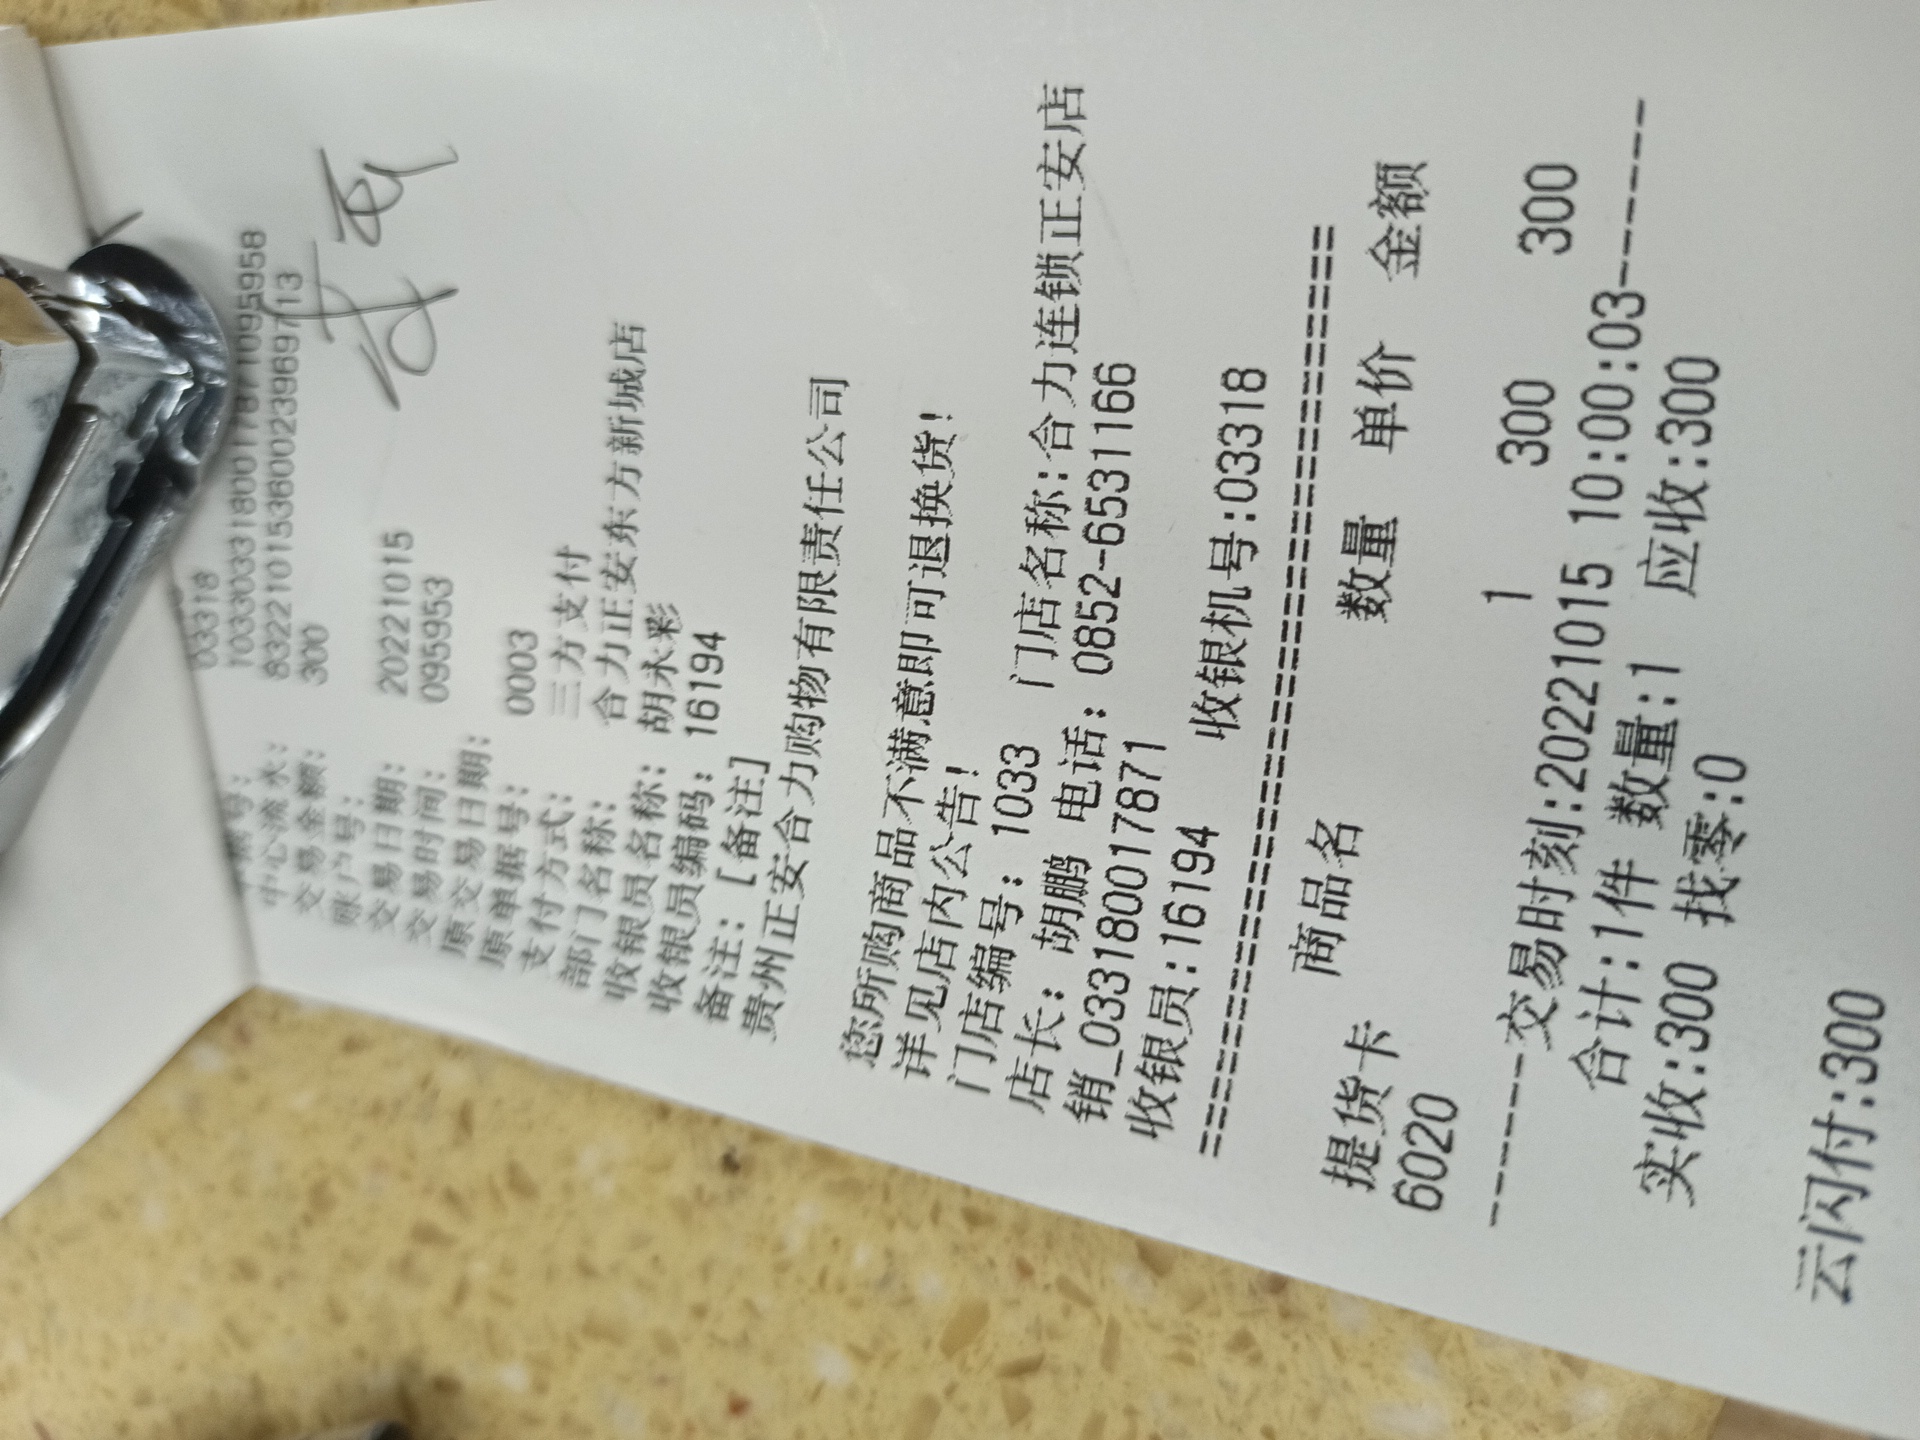 03318
中心流水: 1033033180017871095958
交易金额: 83221015360023969713
账户号: 300
交易日期: 20221015
交易时间: 095953
原交易日期:
原单据号: 0003
支付方式: 三方支付
部门名称: 合力正安东方新城店
收银员名称: 胡永彩
收银员编码: 16194
备注: [备注]
贵州正安合力购物有限责任公司
您所购商品不满意即可退换货!
详见店内公告!
门店编号: 1033 门店名称:合力连锁正安店
店长: 胡鹏 电话: 0852-6531166
销_033180017871
收银员:16194 收银机号:03318
==============================
商品名 数量 单价 金额
提货卡
6020 1 300 300
------交易时刻:20221015 10:00:03------
合计:1件 数量:1 应收:300
实收:300 找零:0
云闪付:300